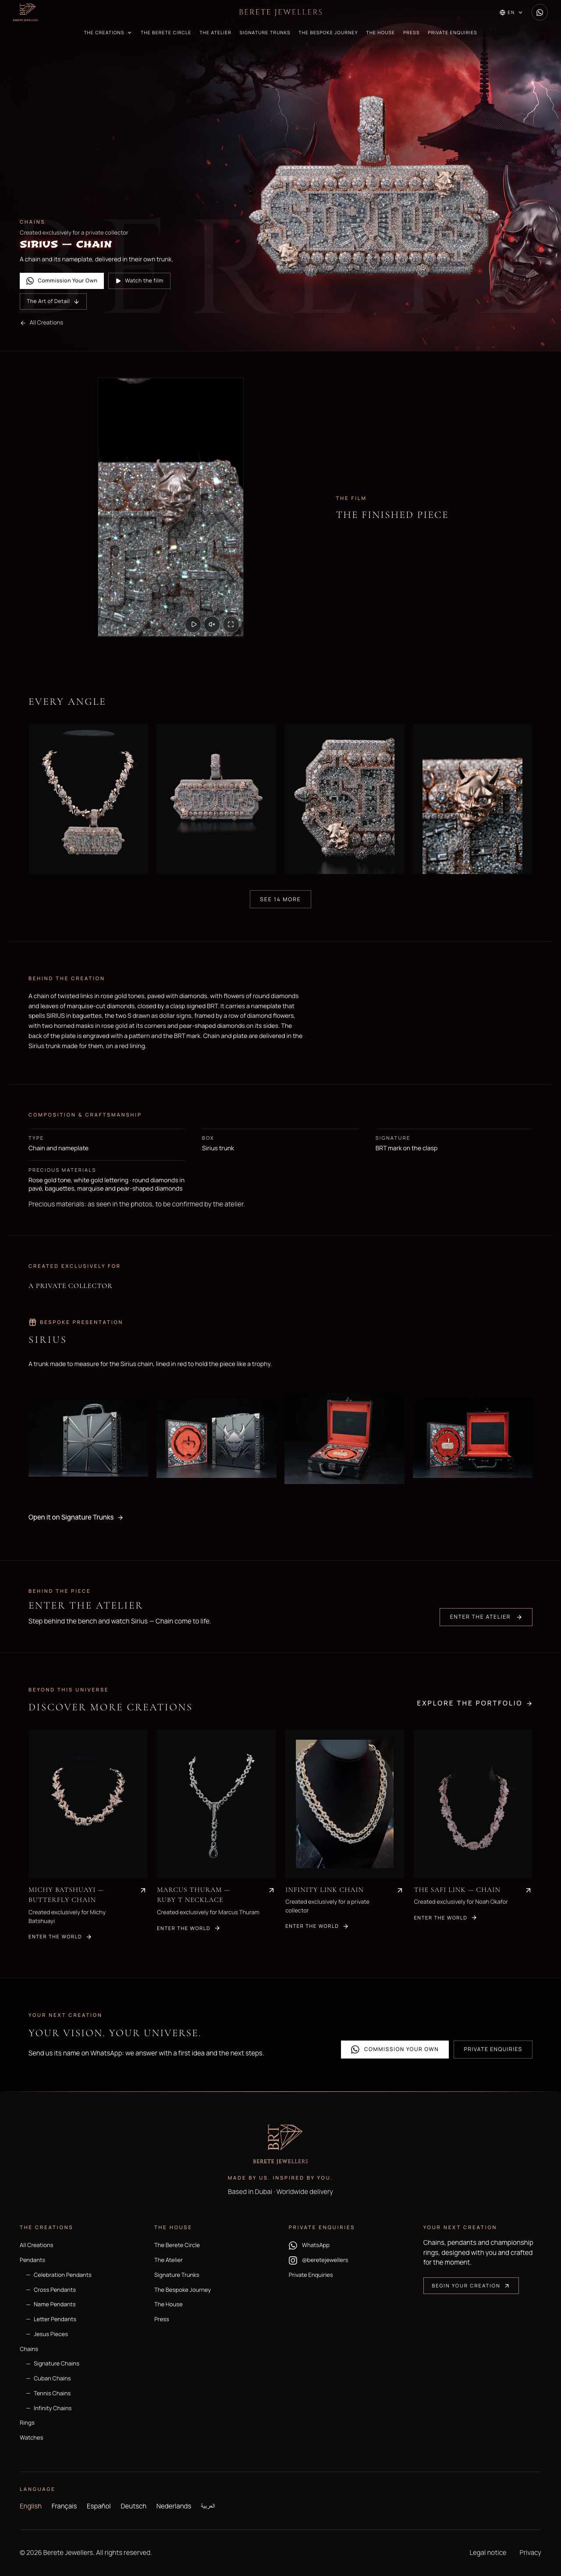 BERETE JEWELLERS
BERETE JEWELLERS
EN
THE CREATIONS
THE BERETE CIRCLE
THE ATELIER
SIGNATURE TRUNKS
THE BESPOKE JOURNEY
THE HOUSE
PRESS
PRIVATE ENQUIRIES
CHAINS
Created exclusively for a private collector
SIRIUS — CHAIN
A chain and its nameplate, delivered in their own trunk.
Commission Your Own
Watch the film
The Art of Detail
All Creations
THE FILM
THE FINISHED PIECE
EVERY ANGLE
SEE 14 MORE
BEHIND THE CREATION
A chain of twisted links in rose gold tones, paved with diamonds, with flowers of round diamonds
and leaves of marquise-cut diamonds, closed by a clasp signed BRT. It carries a nameplate that
spells SIRIUS in baguettes, the two S drawn as dollar signs, framed by a row of diamond flowers,
with two horned masks in rose gold at its corners and pear-shaped diamonds on its sides. The
back of the plate is engraved with a pattern and the BRT mark. Chain and plate are delivered in the
Sirius trunk made for them, on a red lining.
COMPOSITION & CRAFTSMANSHIP
TYPE
Chain and nameplate
BOX
Sirius trunk
SIGNATURE
BRT mark on the clasp
PRECIOUS MATERIALS
Rose gold tone, white gold lettering · round diamonds in
pavé, baguettes, marquise and pear-shaped diamonds
Precious materials: as seen in the photos, to be confirmed by the atelier.
CREATED EXCLUSIVELY FOR
A PRIVATE COLLECTOR
BESPOKE PRESENTATION
SIRIUS
A trunk made to measure for the Sirius chain, lined in red to hold the piece like a trophy.
Open it on Signature Trunks
BEHIND THE PIECE
ENTER THE ATELIER
Step behind the bench and watch Sirius — Chain come to life.
ENTER THE ATELIER
BEYOND THIS UNIVERSE
DISCOVER MORE CREATIONS
EXPLORE THE PORTFOLIO
MICHY BATSHUAYI —
BUTTERFLY CHAIN
Created exclusively for Michy
Batshuayi
ENTER THE WORLD
MARCUS THURAM —
RUBY T NECKLACE
Created exclusively for Marcus Thuram
ENTER THE WORLD
INFINITY LINK CHAIN
Created exclusively for a private
collector
ENTER THE WORLD
THE SAFI LINK — CHAIN
Created exclusively for Noah Okafor
ENTER THE WORLD
YOUR NEXT CREATION
YOUR VISION. YOUR UNIVERSE.
Send us its name on WhatsApp: we answer with a first idea and the next steps.
COMMISSION YOUR OWN
PRIVATE ENQUIRIES
BRT
BERETE JEWELLERS
MADE BY US. INSPIRED BY YOU.
Based in Dubai · Worldwide delivery
THE CREATIONS
All Creations
Pendants
— Celebration Pendants
— Cross Pendants
— Name Pendants
— Letter Pendants
— Jesus Pieces
Chains
— Signature Chains
— Cuban Chains
— Tennis Chains
— Infinity Chains
Rings
Watches
THE HOUSE
The Berete Circle
The Atelier
Signature Trunks
The Bespoke Journey
The House
Press
PRIVATE ENQUIRIES
WhatsApp
@beretejewellers
Private Enquiries
YOUR NEXT CREATION
Chains, pendants and championship
rings, designed with you and crafted
for the moment.
BEGIN YOUR CREATION
LANGUAGE
English
Français
Español
Deutsch
Nederlands
العربية
© 2026 Berete Jewellers. All rights reserved.
Legal notice
Privacy